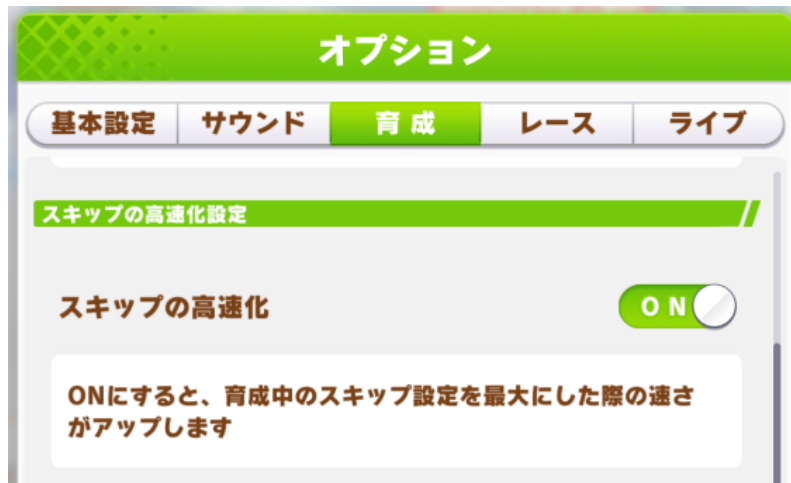 オプション
基本設定 サウンド 育成 レース ライブ
スキップの高速化設定
スキップの高速化 ON
ONにすると、育成中のスキップ設定を最大にした際の速さ
がアップします